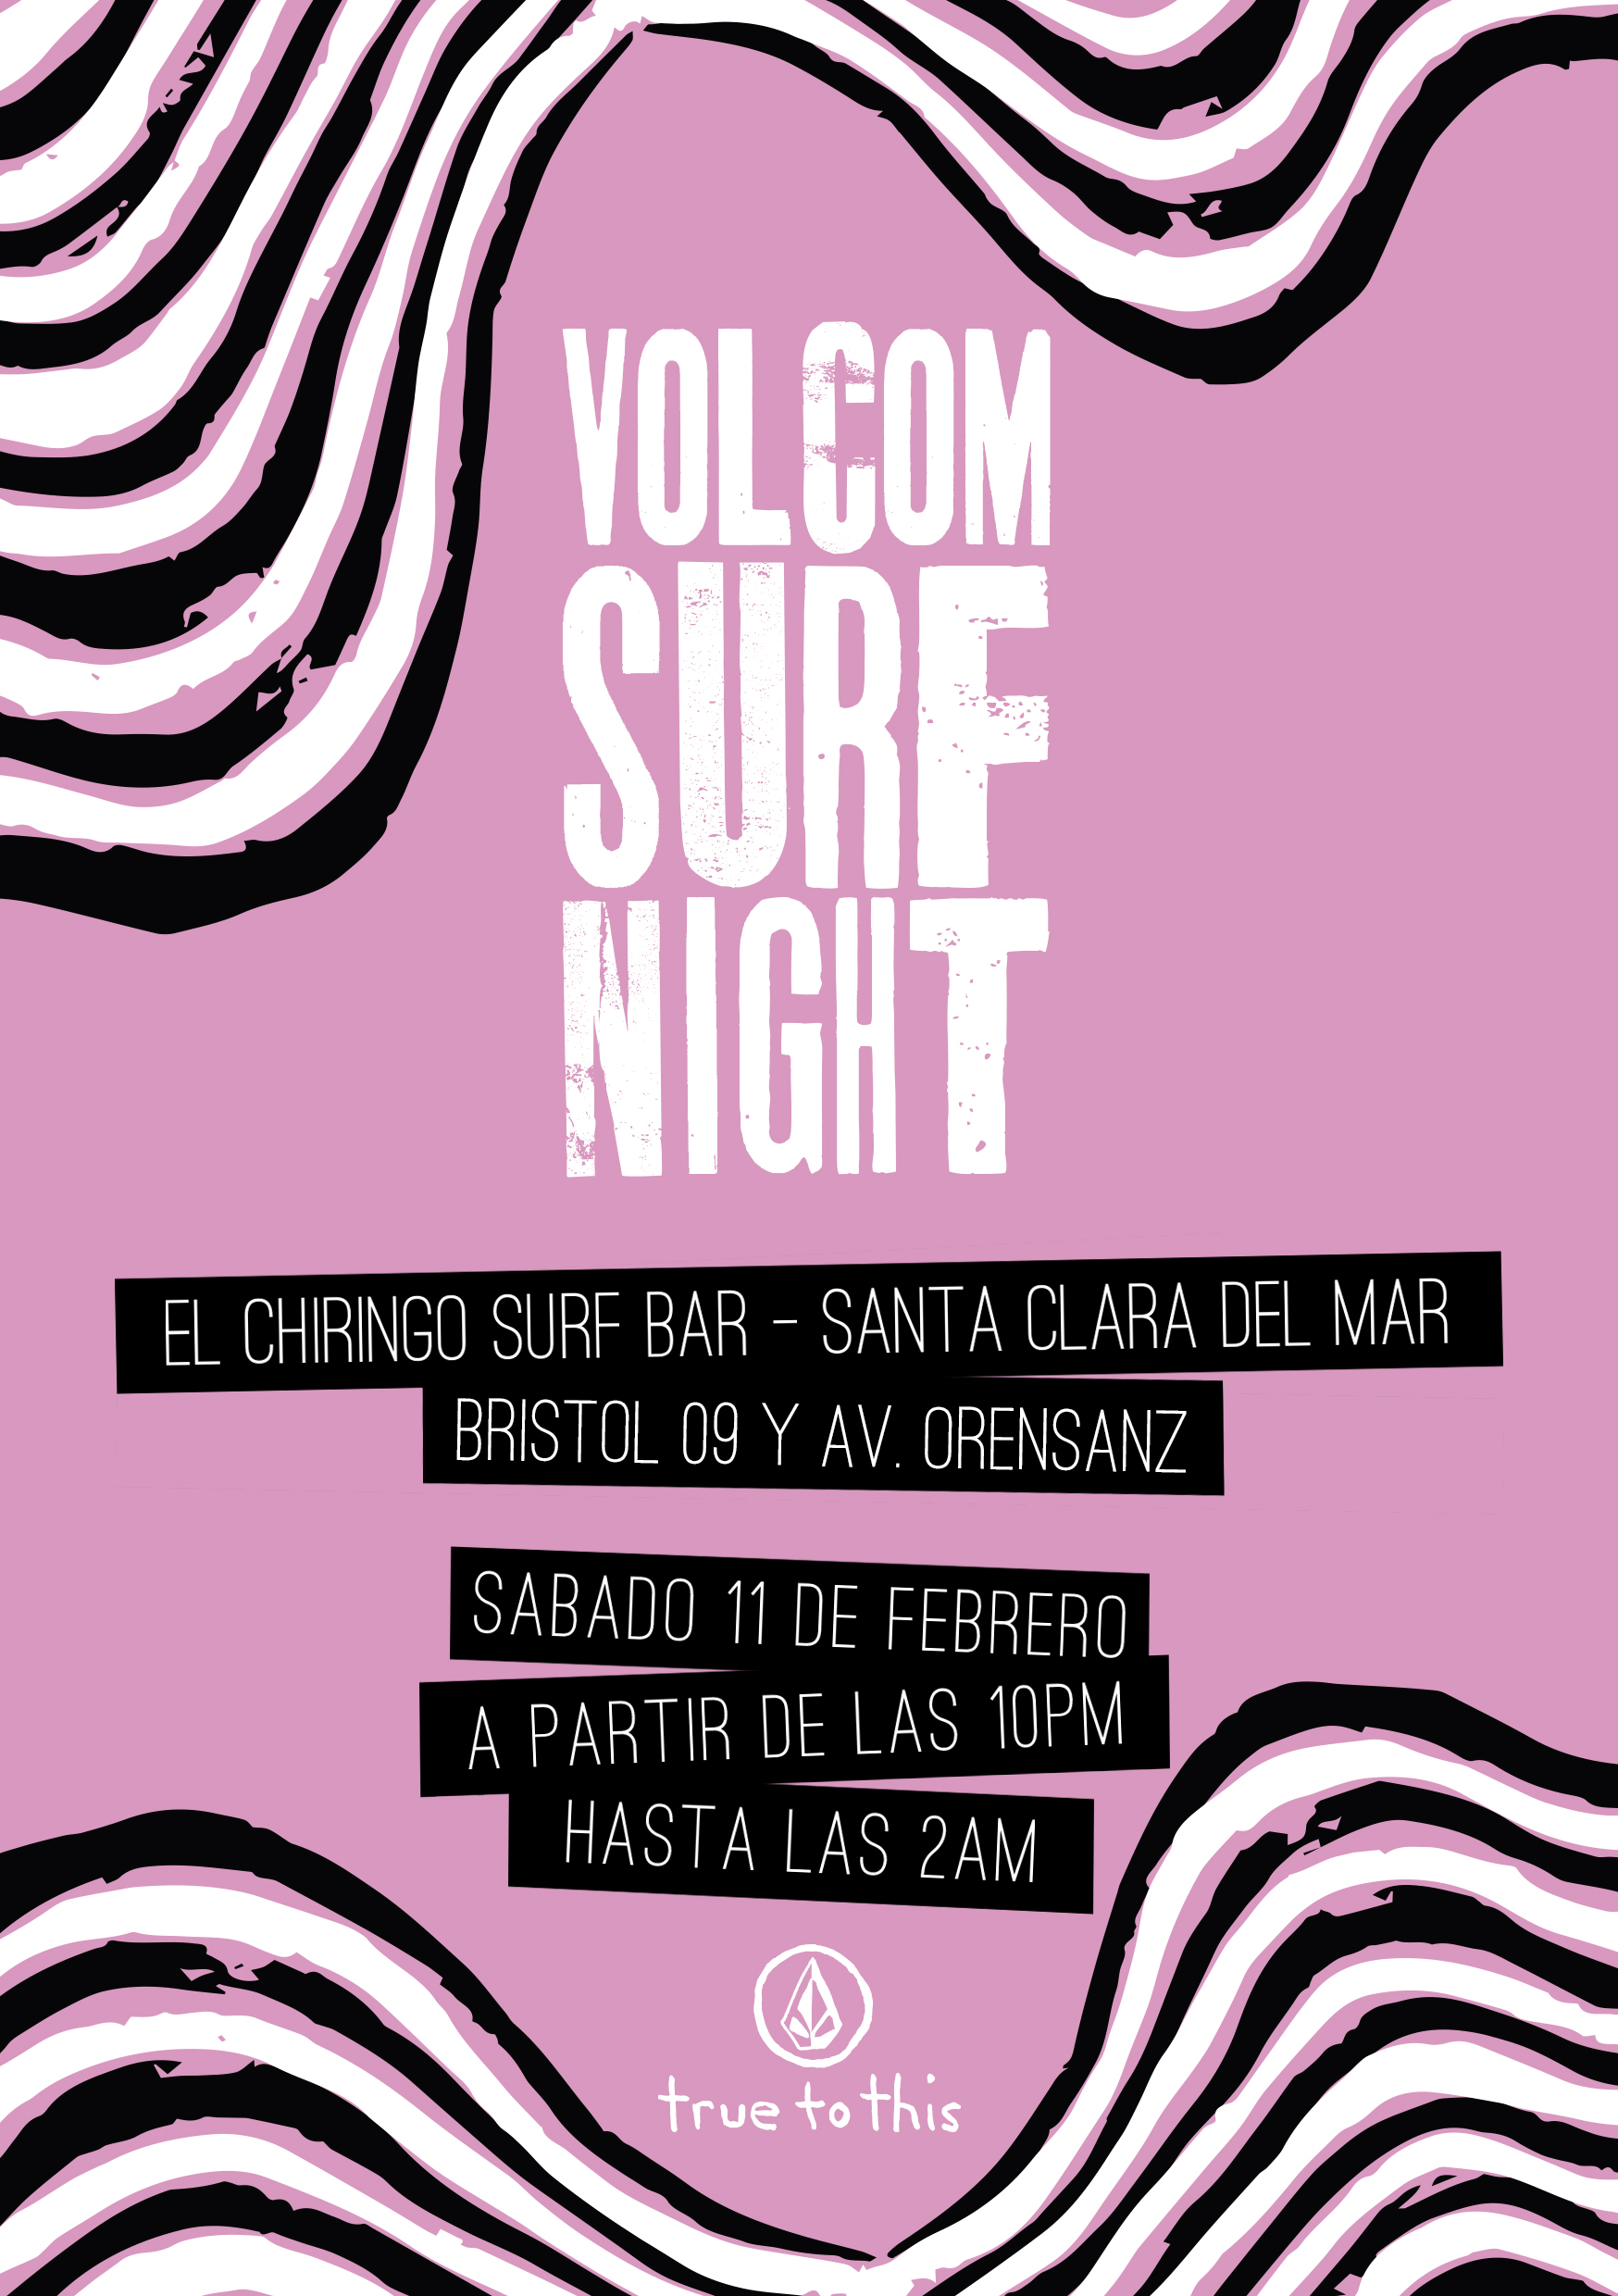 VOLCOM
SURF
NIGHT
EL CHIRINGO SURF BAR - SANTA CLARA DEL MAR
BRISTOL 09 Y AV. ORENSANZ
SABADO 11 DE FEBRERO
A PARTIR DE LAS 10PM
HASTA LAS 2AM
true to this